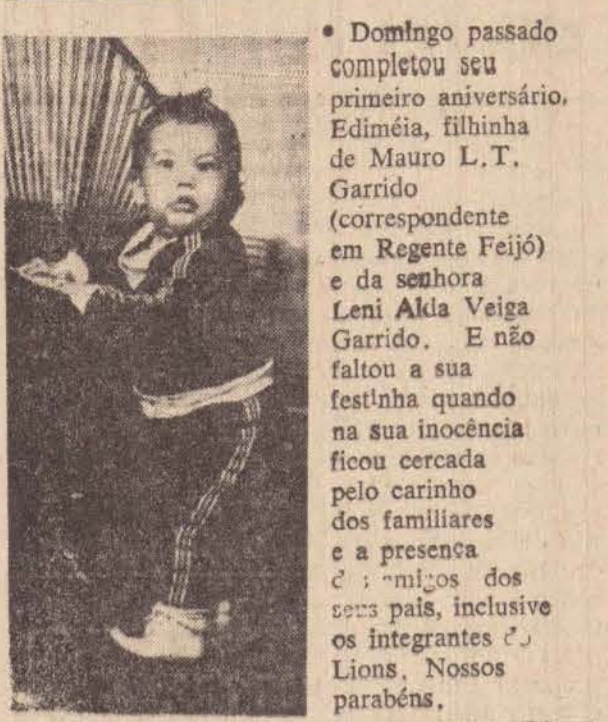 • Domingo passado
completou seu
primeiro aniversário,
Ediméia, filhinha
de Mauro L.T.
Garrido
(correspondente
em Regente Feijó)
e da senhora
Leni Alda Veiga
Garrido. E não
faltou a sua
festinha quando
na sua inocência
ficou cercada
pelo carinho
dos familiares
e a presença
dos
pais, inclusive
os integrantes
Lions. Nossos
parabéns.